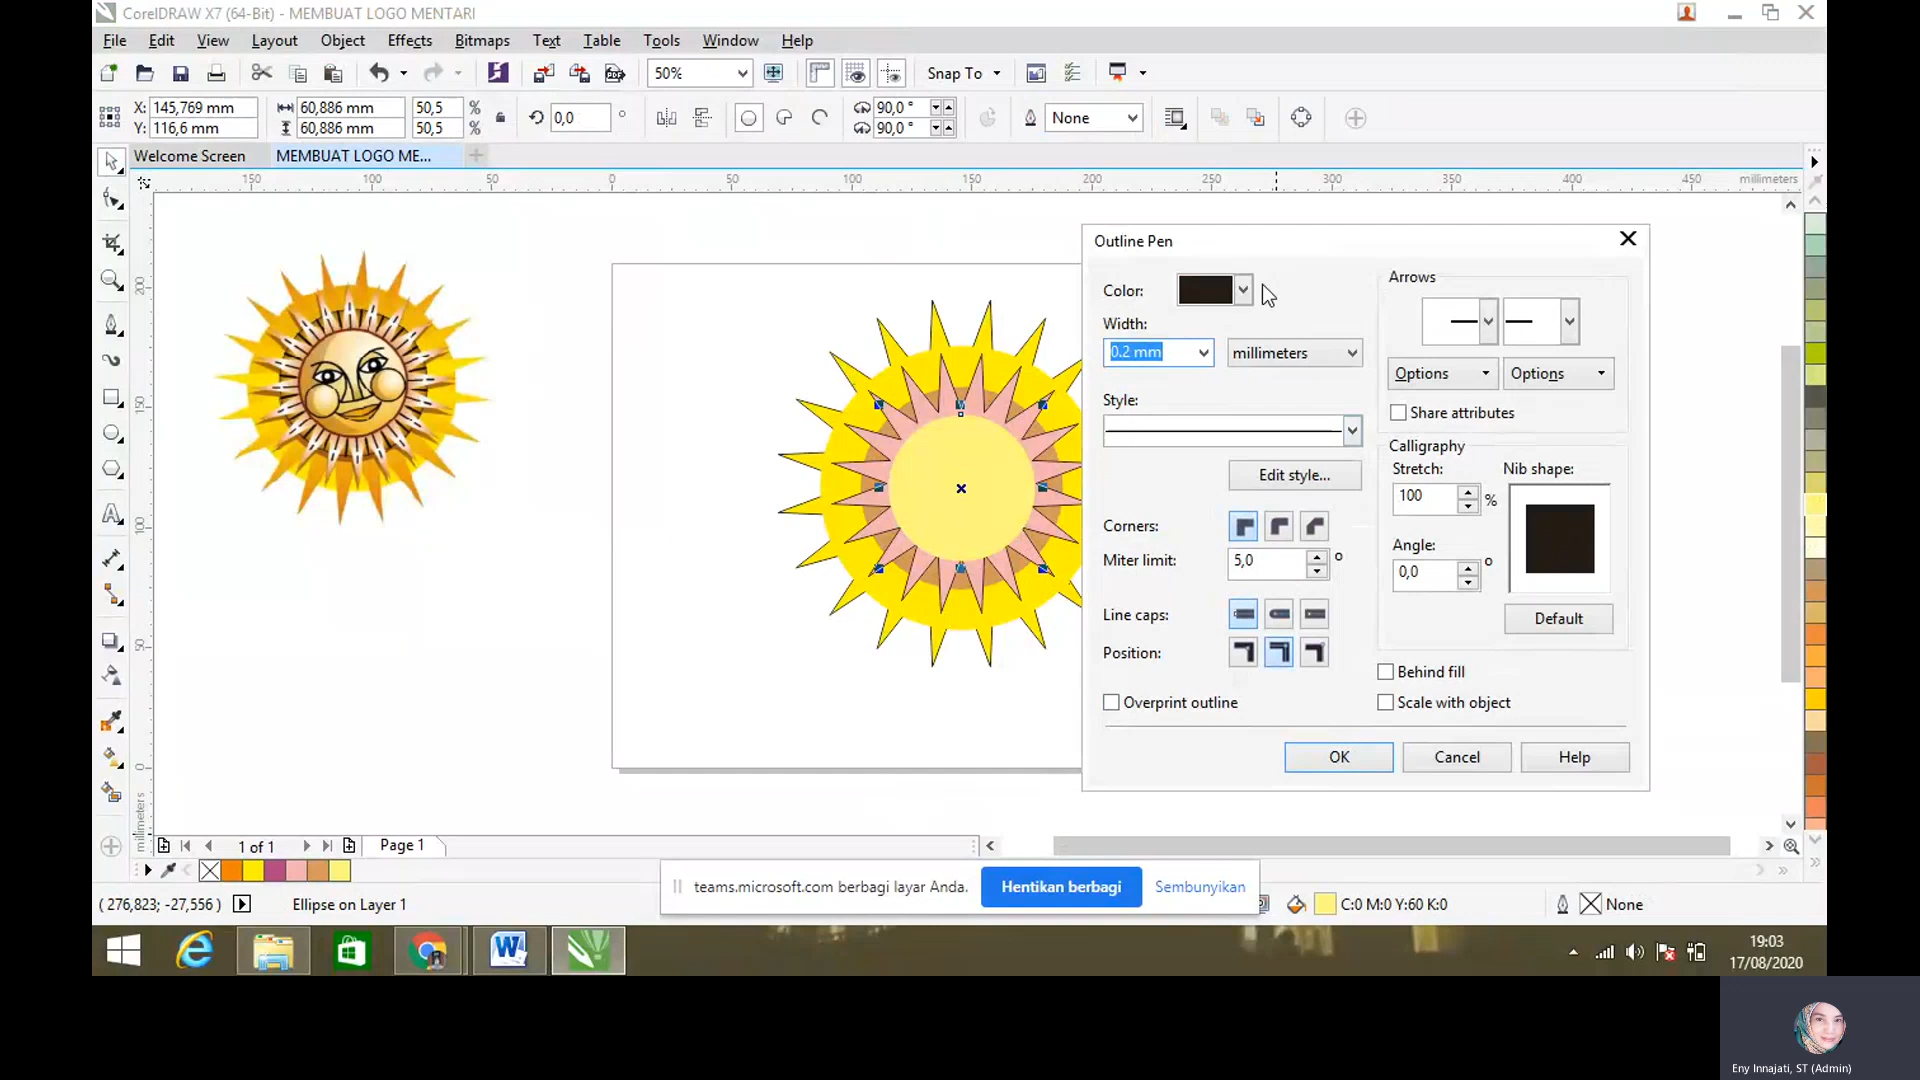 CorelDRAW X7 (64-Bit) - MEMBUAT LOGO MENTARI
File Edit View Layout Object Effects Bitmaps Text Table Tools Window Help
50% Snap To
X: 145,769 mm 60,886 mm 50,5 % 0,0 ° 90,0 ° None
Y: 116,6 mm 60,886 mm 50,5 % 90,0 °
Welcome Screen MEMBUAT LOGO ME...
150 100 50 0 50 100 150 200 250 300 350 400 450 millimeters
200
150
100
50
0
millimeters
Outline Pen
Color:
Width:
0.2 mm millimeters
Style:
Edit style...
Corners:
Miter limit: 5,0 °
Line caps:
Position:
Overprint outline
Arrows
Options Options
Share attributes
Calligraphy
Stretch: Nib shape:
100 %
Angle:
0,0 °
Default
Behind fill
Scale with object
OK Cancel Help
1 of 1 Page 1
teams.microsoft.com berbagi layar Anda. Hentikan berbagi Sembunyikan
( 276,823; -27,556 ) Ellipse on Layer 1 C:0 M:0 Y:60 K:0 None
19:03
17/08/2020
Eny Innajati, ST (Admin)